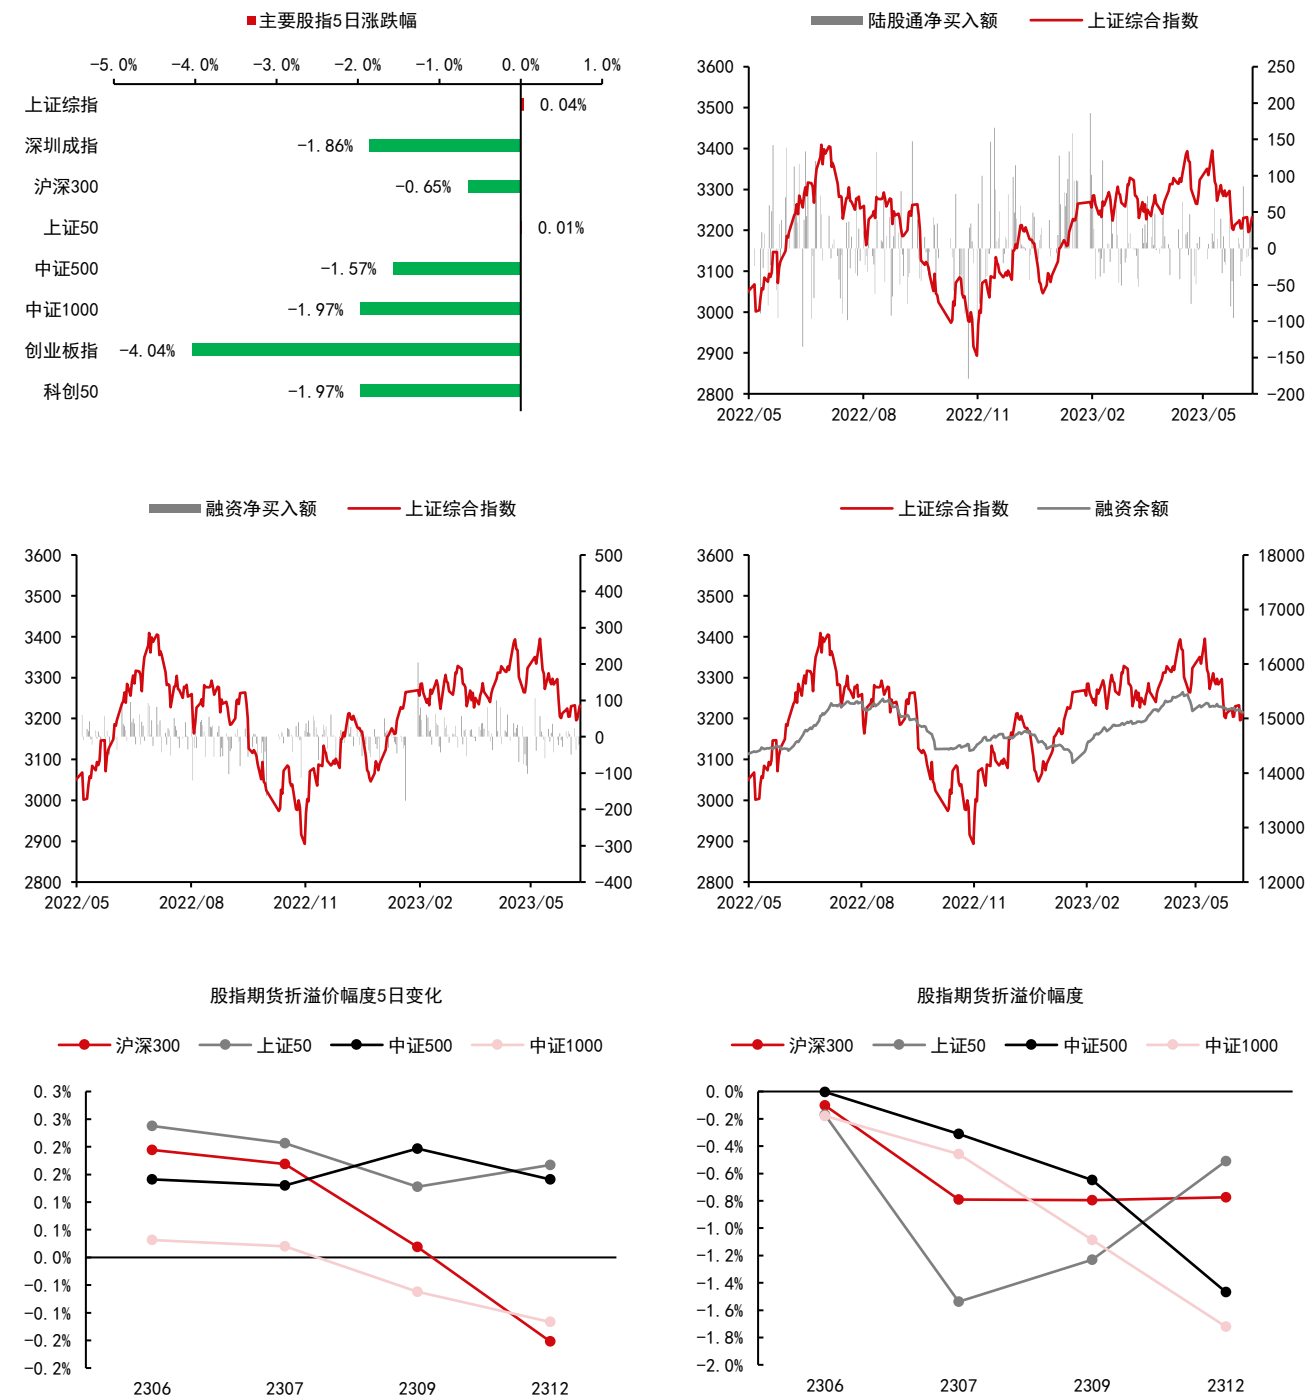 主要股指5日涨跌幅
-5.0% -4.0% -3.0% -2.0% -1.0% 0.0% 1.0%
上证综指 0.04%
深圳成指 -1.86%
沪深300 -0.65%
上证50 0.01%
中证500 -1.57%
中证1000 -1.97%
创业板指 -4.04%
科创50 -1.97%
陆股通净买入额 上证综合指数
3600 250
3500 200
3400 150
3300 100
3200 50
3100 0
3000 -50
2900 -100
2800 -150
-200
2022/05 2022/08 2022/11 2023/02 2023/05
融资净买入额 上证综合指数
3600 500
3500 400
3400 300
3300 200
3200 100
3100 0
3000 -100
2900 -200
2800 -300
-400
2022/05 2022/08 2022/11 2023/02 2023/05
上证综合指数 融资余额
3600 18000
3500 17000
3400 16000
3300 15000
3200 14000
3100 13000
3000 12000
2900
2800
2022/05 2022/08 2022/11 2023/02 2023/05
股指期货折溢价幅度5日变化
沪深300 上证50 中证500 中证1000
0.3%
0.3%
0.2%
0.2%
0.1%
0.1%
0.0%
-0.1%
-0.1%
-0.2%
-0.2%
2306 2307 2309 2312
股指期货折溢价幅度
沪深300 上证50 中证500 中证1000
0.0%
-0.2%
-0.4%
-0.6%
-0.8%
-1.0%
-1.2%
-1.4%
-1.6%
-1.8%
-2.0%
2306 2307 2309 2312